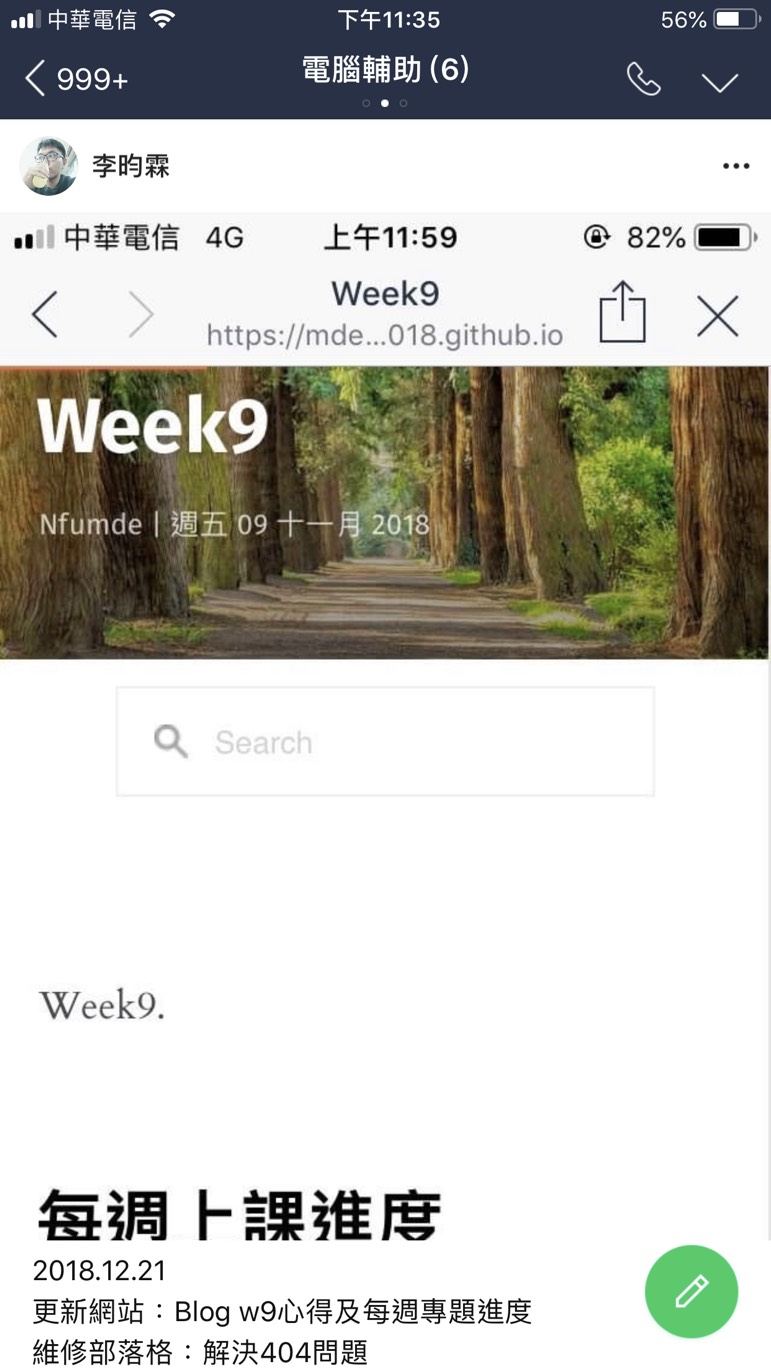 中華電信 下午11:35 56%
999+ 電腦輔助 (6)
李昀霖
中華電信 4G 上午11:59 82%
Week9
https://mde...018.github.io
Week9
Nfumde | 週五 09 十一月 2018
Search
Week9.
每週上課進度
2018.12.21
更新網站：Blog w9心得及每週專題進度
維修部落格：解決404問題